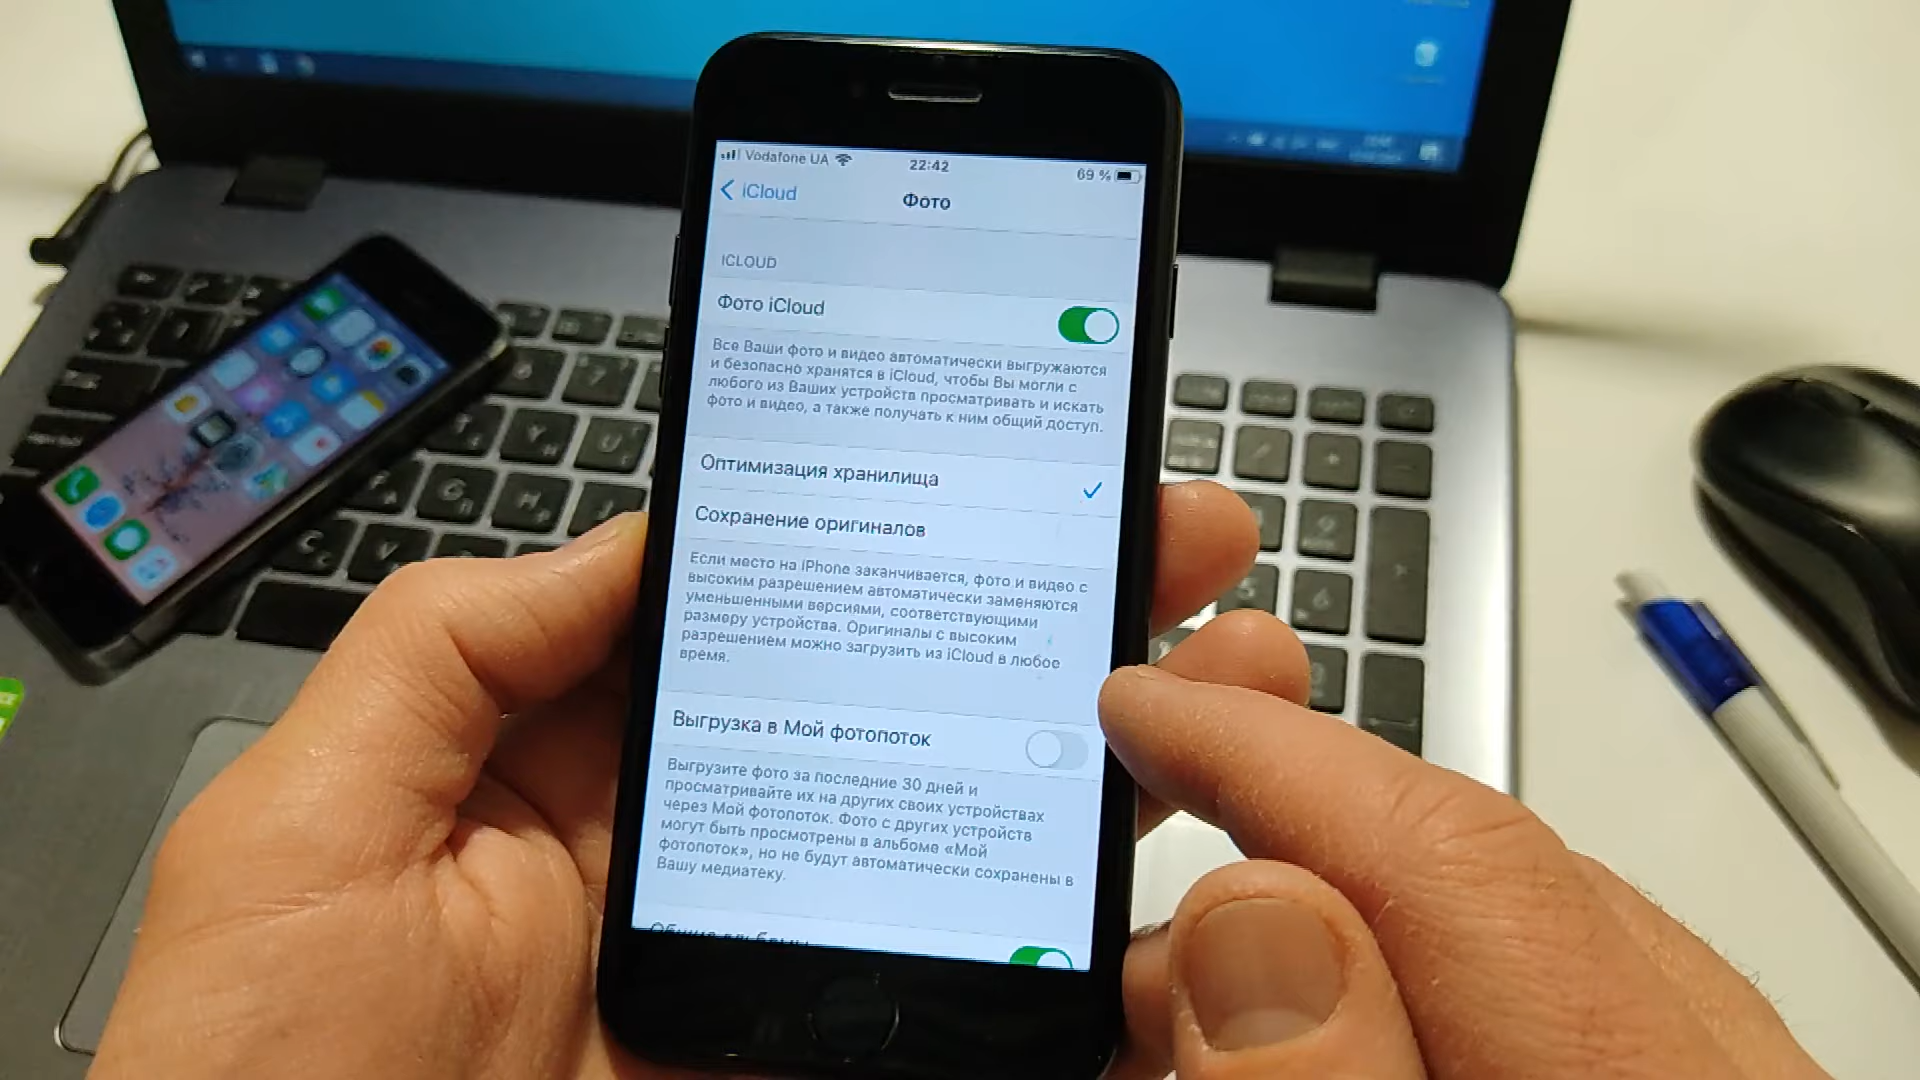 Vodafone UA
22:42
69 %
iCloud
Фото
ICLOUD
Фото iCloud
Все Ваши фото и видео автоматически выгружаются
и безопасно хранятся в iCloud, чтобы Вы могли с
любого из Ваших устройств просматривать и искать
фото и видео, а также получать к ним общий доступ.
Оптимизация хранилища
Сохранение оригиналов
Если место на iPhone заканчивается, фото и видео с
высоким разрешением автоматически заменяются
уменьшенными версиями, соответствующими
размеру устройства. Оригиналы с высоким
разрешением можно загрузить из iCloud в любое
время.
Выгрузка в Мой фотопоток
Выгрузите фото за последние 30 дней и
просматривайте их на других своих устройствах
через Мой фотопоток. Фото с других устройств
могут быть просмотрены в альбоме «Мой
фотопоток», но не будут автоматически сохранены в
Вашу медиатеку.
Общие альбомы